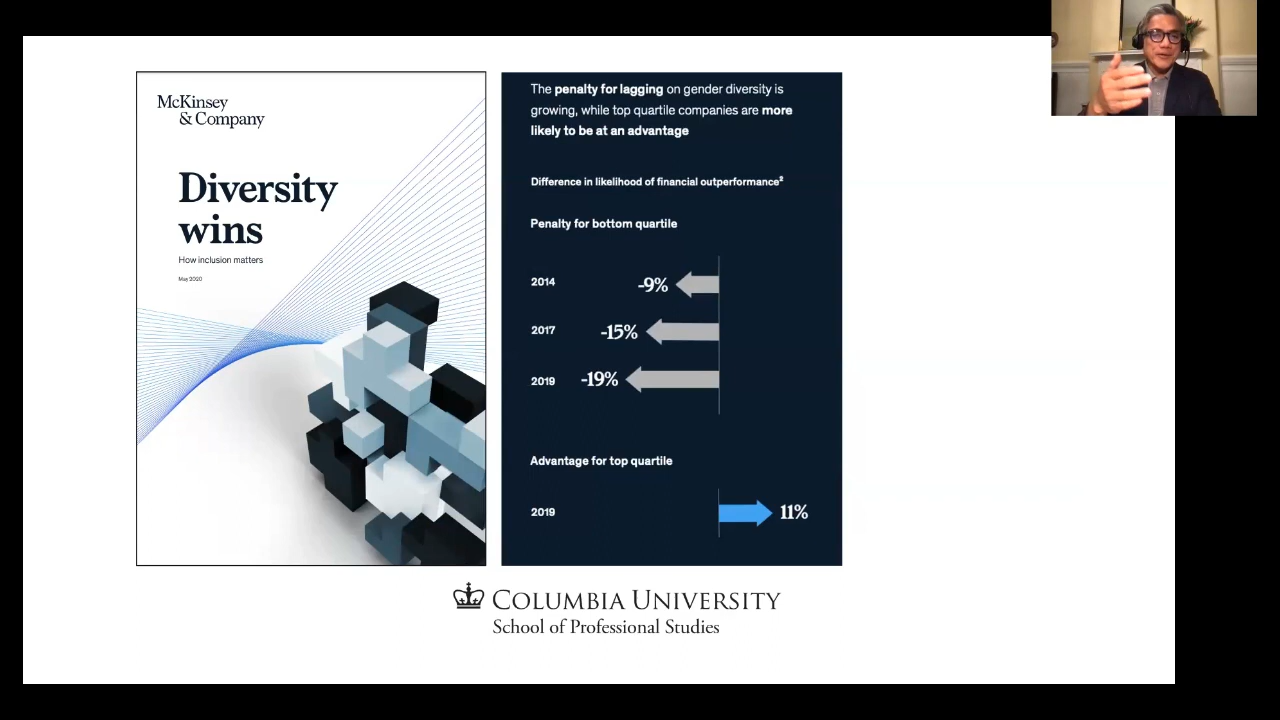 McKinsey
& Company
Diversity
wins
How inclusion matters
May 2020
The penalty for lagging on gender diversity is
growing, while top quartile companies are more
likely to be at an advantage
Difference in likelihood of financial outperformance²
Penalty for bottom quartile
2014 -9%
2017 -15%
2019 -19%
Advantage for top quartile
2019 11%
COLUMBIA UNIVERSITY
School of Professional Studies